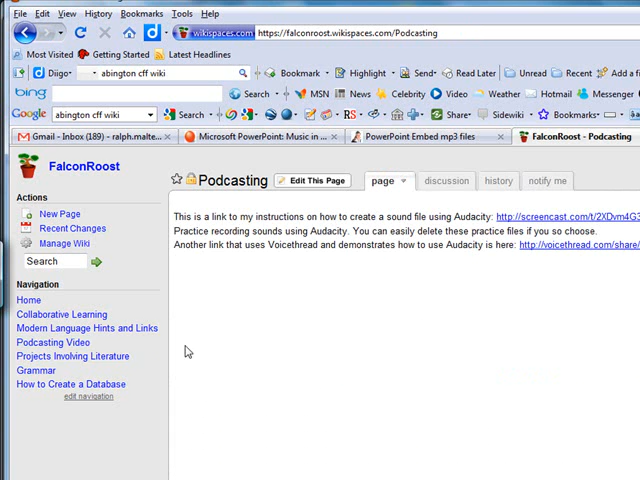 File Edit View History Bookmarks Tools Help
wikispaces.com https://falconroost.wikispaces.com/Podcasting
Most Visited Getting Started Latest Headlines
Diigo abington cff wiki Bookmark Highlight Send Read Later Unread Recent Add a fi
bing Search MSN Celebrity Video Weather Hotmail Messenger
Google abington cff wiki Search RS Sidewiki Bookmarks
Gmail - Inbox (189) - ralph.malte... Microsoft PowerPoint: Music in ... PowerPoint Embed mp3 files FalconRoost - Podcasting
FalconRoost
Podcasting Edit This Page page discussion history notify me
Actions
New Page
Recent Changes
Manage Wiki
Search
Navigation
Home
Collaborative Learning
Modern Language Hints and Links
Podcasting Video
Projects Involving Literature
Grammar
How to Create a Database
edit navigation
This is a link to my instructions on how to create a sound file using Audacity: http://screencast.com/t/2XDvm4G3
Practice recording sounds using Audacity. You can easily delete these practice files if you so choose.
Another link that uses Voicethread and demonstrates how to use Audacity is here: http://voicethread.com/share/